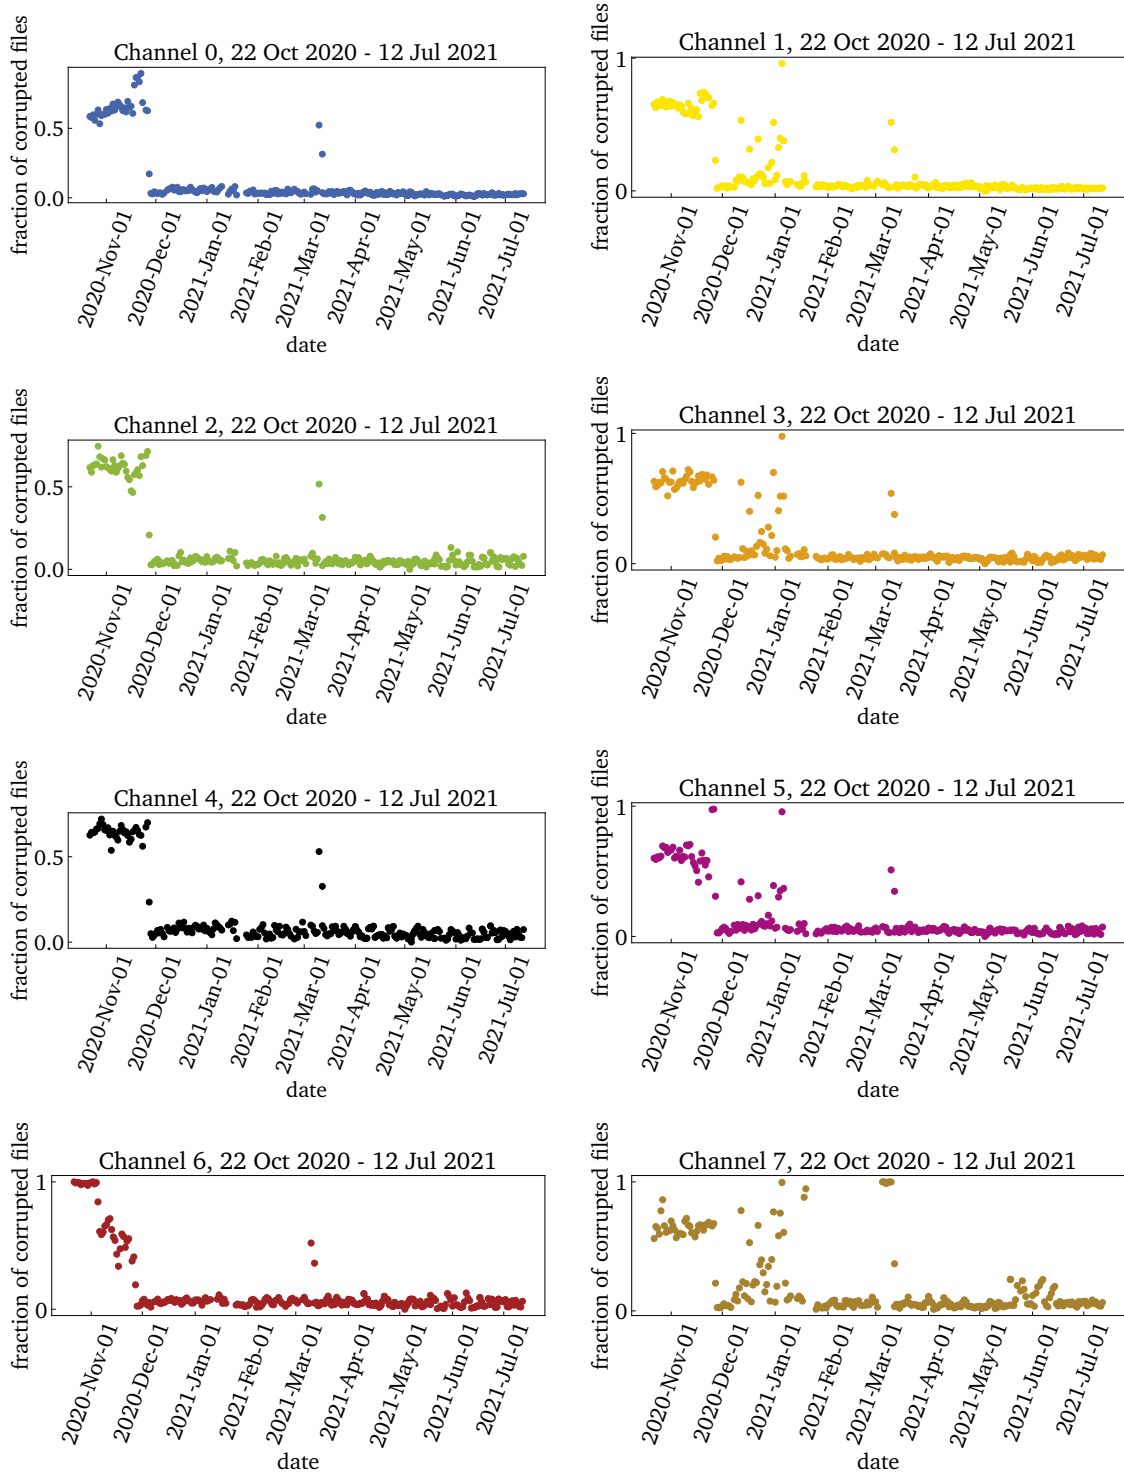 Channel 0, 22 Oct 2020 - 12 Jul 2021
fraction of corrupted files
0.5
0.0
2020-Nov-01
2020-Dec-01
2021-Jan-01
2021-Feb-01
2021-Mar-01
2021-Apr-01
2021-May-01
2021-Jun-01
2021-Jul-01
date
Channel 1, 22 Oct 2020 - 12 Jul 2021
fraction of corrupted files
1
0
2020-Nov-01
2020-Dec-01
2021-Jan-01
2021-Feb-01
2021-Mar-01
2021-Apr-01
2021-May-01
2021-Jun-01
2021-Jul-01
date
Channel 2, 22 Oct 2020 - 12 Jul 2021
fraction of corrupted files
0.5
0.0
2020-Nov-01
2020-Dec-01
2021-Jan-01
2021-Feb-01
2021-Mar-01
2021-Apr-01
2021-May-01
2021-Jun-01
2021-Jul-01
date
Channel 3, 22 Oct 2020 - 12 Jul 2021
fraction of corrupted files
1
0
2020-Nov-01
2020-Dec-01
2021-Jan-01
2021-Feb-01
2021-Mar-01
2021-Apr-01
2021-May-01
2021-Jun-01
2021-Jul-01
date
Channel 4, 22 Oct 2020 - 12 Jul 2021
fraction of corrupted files
0.5
0.0
2020-Nov-01
2020-Dec-01
2021-Jan-01
2021-Feb-01
2021-Mar-01
2021-Apr-01
2021-May-01
2021-Jun-01
2021-Jul-01
date
Channel 5, 22 Oct 2020 - 12 Jul 2021
fraction of corrupted files
1
0
2020-Nov-01
2020-Dec-01
2021-Jan-01
2021-Feb-01
2021-Mar-01
2021-Apr-01
2021-May-01
2021-Jun-01
2021-Jul-01
date
Channel 6, 22 Oct 2020 - 12 Jul 2021
fraction of corrupted files
1
0
2020-Nov-01
2020-Dec-01
2021-Jan-01
2021-Feb-01
2021-Mar-01
2021-Apr-01
2021-May-01
2021-Jun-01
2021-Jul-01
date
Channel 7, 22 Oct 2020 - 12 Jul 2021
fraction of corrupted files
1
0
2020-Nov-01
2020-Dec-01
2021-Jan-01
2021-Feb-01
2021-Mar-01
2021-Apr-01
2021-May-01
2021-Jun-01
2021-Jul-01
date